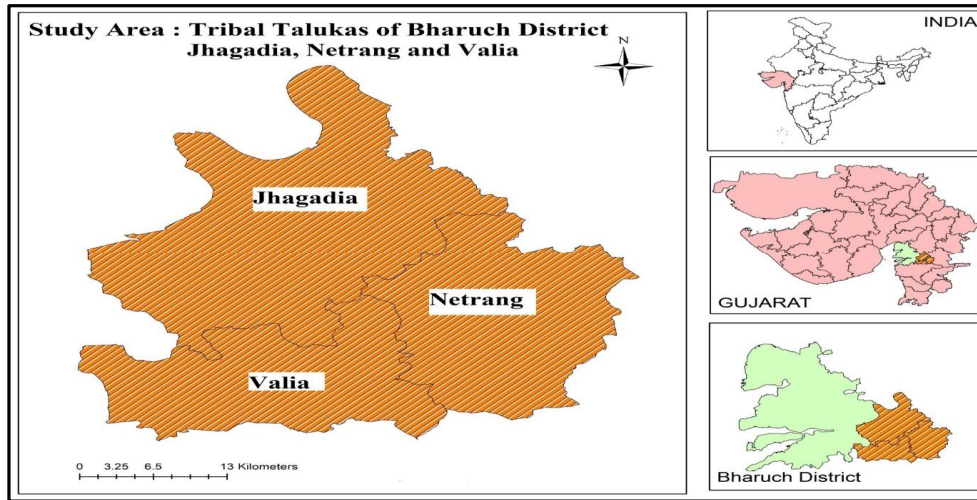 Study Area : Tribal Talukas of Bharuch District
Jhagadia, Netrang and Valia
N
Jhagadia
Netrang
Valia
0 3.25 6.5 13 Kilometers
INDIA
GUJARAT
Bharuch District